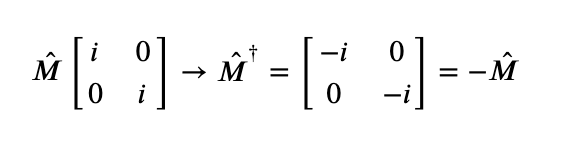 M̂ [i 0; 0 i] → M̂† = [−i 0; 0 −i] = −M̂